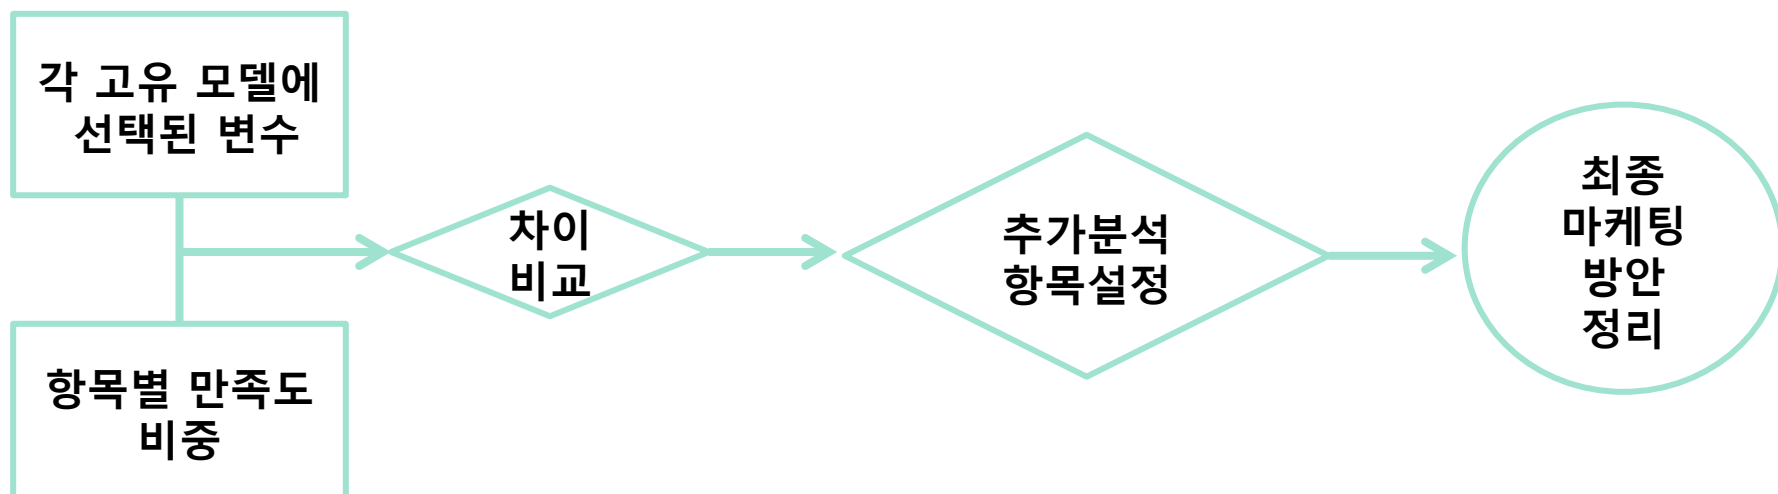 각 고유 모델에
선택된 변수
항목별 만족도
비중
차이
비교
추가분석
항목설정
최종
마케팅
방안
정리